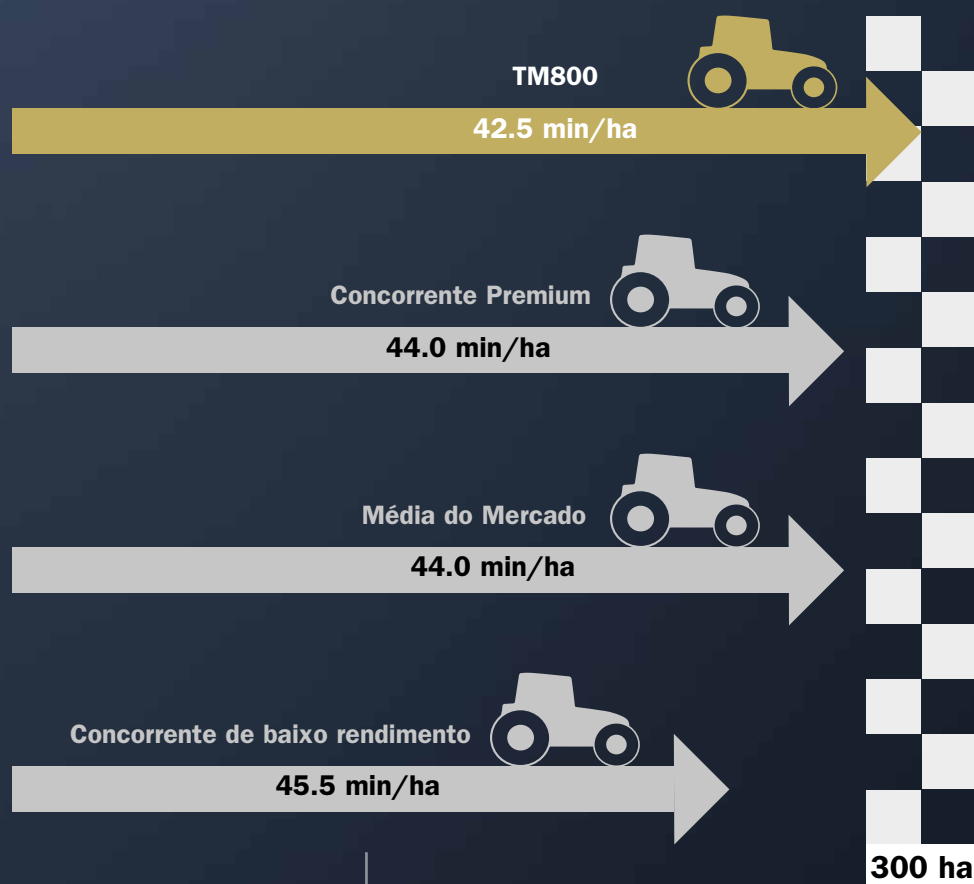 TM800
42.5 min/ha
Concorrente Premium
44.0 min/ha
Média do Mercado
44.0 min/ha
Concorrente de baixo rendimento
45.5 min/ha
300 ha